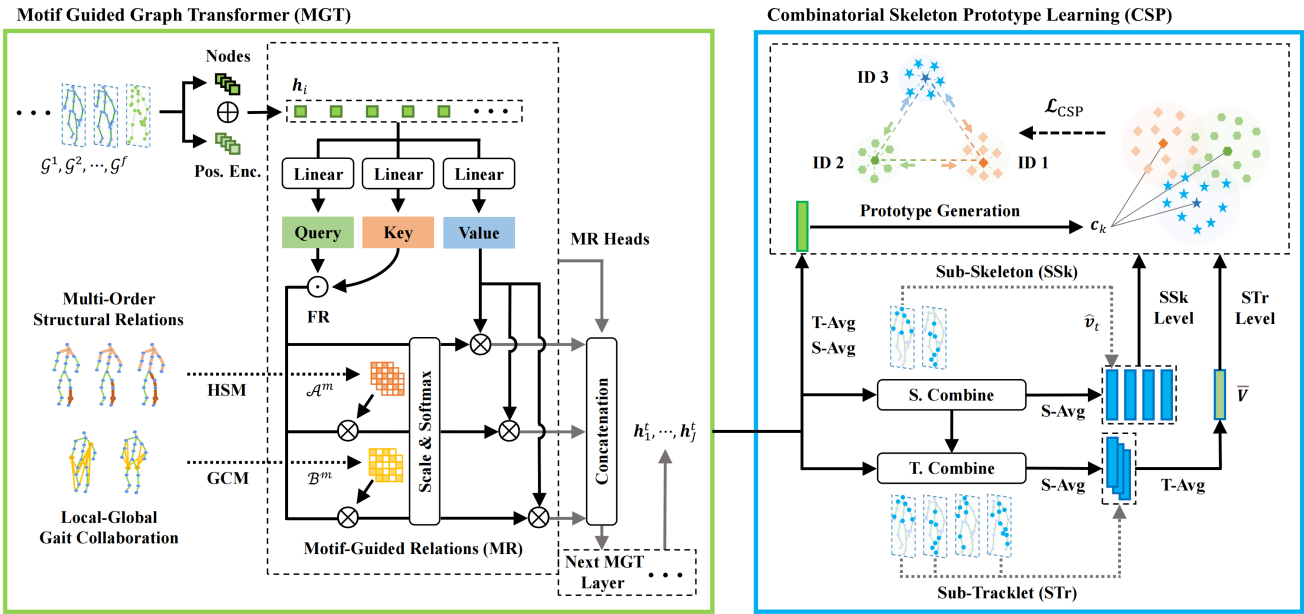 Motif Guided Graph Transformer (MGT)
Combinatorial Skeleton Prototype Learning (CSP)
Nodes
𝒢¹, 𝒢², ⋯, 𝒢ᶠ
Pos. Enc.
𝒉ᵢ
Linear
Linear
Linear
Query
Key
Value
FR
MR Heads
Multi-Order
Structural Relations
HSM
𝒜ᵐ
GCM
ℬᵐ
Local-Global
Gait Collaboration
Scale & Softmax
Concatenation
Motif-Guided Relations (MR)
Next MGT
Layer
𝒉₁ᵗ, ⋯, 𝒉_Jᵗ
ID 3
ID 2
ID 1
ℒ_CSP
Prototype Generation
𝒄ₖ
Sub-Skeleton (SSk)
T-Avg
S-Avg
v̂ₜ
SSk
Level
STr
Level
S. Combine
S-Avg
V̅
T. Combine
S-Avg
T-Avg
Sub-Tracklet (STr)